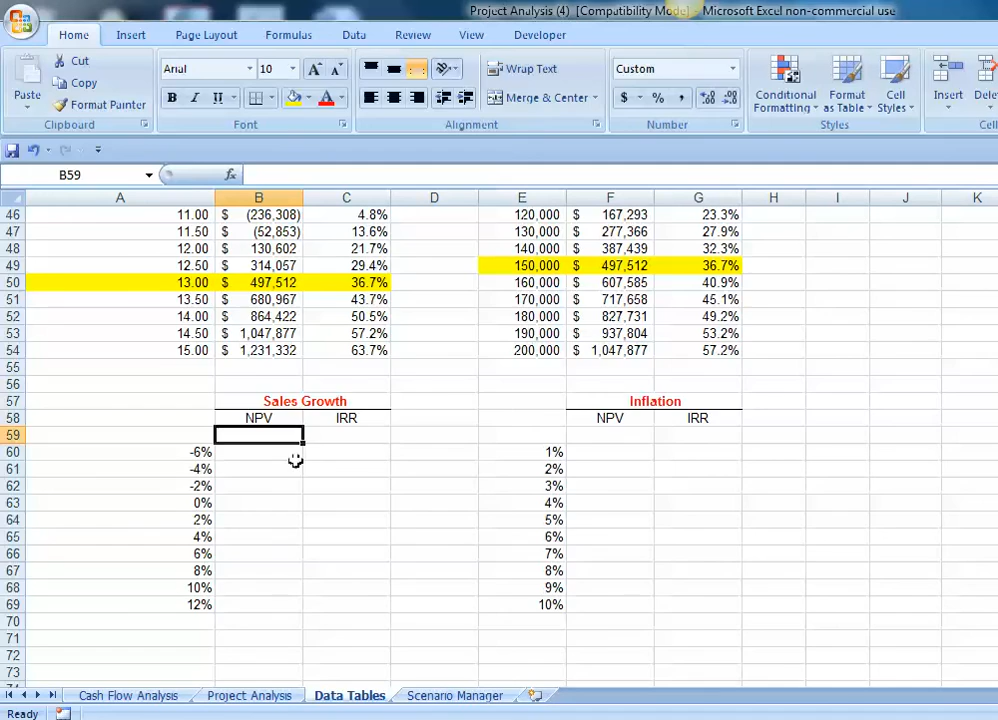 Project Analysis (4) [Compatibility Mode] - Microsoft Excel non-commercial use
Home Insert Page Layout Formulas Data Review View Developer
Paste Cut Copy Format Painter Clipboard
Arial 10 A A B I U A Font
Wrap Text Merge & Center Alignment
Custom $ % , .0 .00 .00 .0 Number
Conditional Formatting Format as Table Cell Styles Styles
Insert Dele Cell
B59 fx
A B C D E F G H I J K
46 11.00 $ (236,308) 4.8% 120,000 $ 167,293 23.3%
47 11.50 $ (52,853) 13.6% 130,000 $ 277,366 27.9%
48 12.00 $ 130,602 21.7% 140,000 $ 387,439 32.3%
49 12.50 $ 314,057 29.4% 150,000 $ 497,512 36.7%
50 13.00 $ 497,512 36.7% 160,000 $ 607,585 40.9%
51 13.50 $ 680,967 43.7% 170,000 $ 717,658 45.1%
52 14.00 $ 864,422 50.5% 180,000 $ 827,731 49.2%
53 14.50 $ 1,047,877 57.2% 190,000 $ 937,804 53.2%
54 15.00 $ 1,231,332 63.7% 200,000 $ 1,047,877 57.2%
55
56
57 Sales Growth Inflation
58 NPV IRR NPV IRR
59
60 -6% 1%
61 -4% 2%
62 -2% 3%
63 0% 4%
64 2% 5%
65 4% 6%
66 6% 7%
67 8% 8%
68 10% 9%
69 12% 10%
70
71
72
73
Cash Flow Analysis Project Analysis Data Tables Scenario Manager
Ready